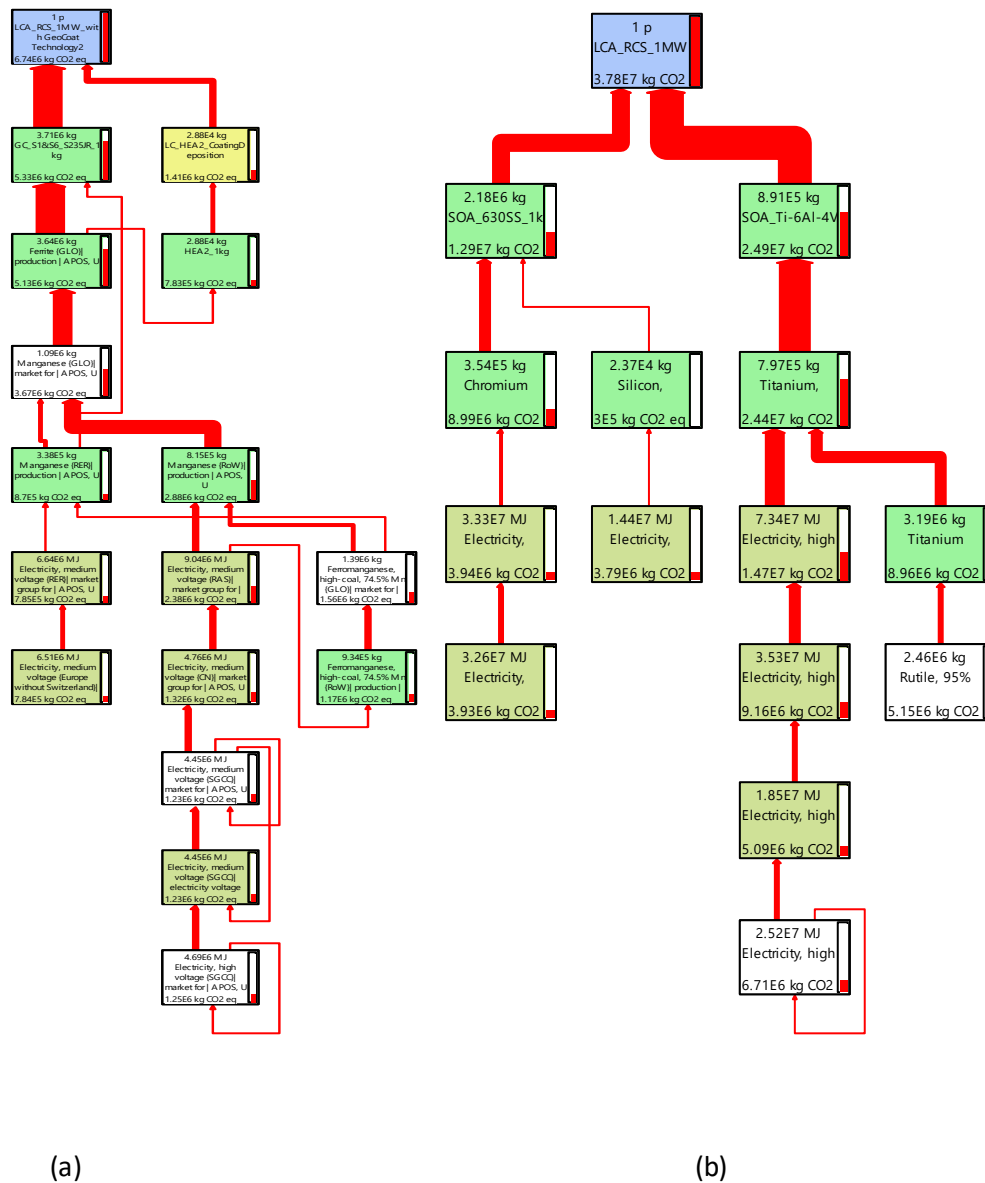 1 p
LCA_RCS_1MW_wit
h GeoCoat
Technology2
6.74E6 kg CO2 eq
3.71E6 kg
GC_S1&S6_S235JR_1
kg
5.33E6 kg CO2 eq
2.88E4 kg
LC_HEA2_CoatingD
eposition
1.41E6 kg CO2 eq
3.64E6 kg
Ferrite (GLO)|
production | APOS, U
5.13E6 kg CO2 eq
2.88E4 kg
HEA2_1kg
7.83E5 kg CO2 eq
1.09E6 kg
Manganese (GLO)|
market for | APOS, U
3.67E6 kg CO2 eq
3.38E5 kg
Manganese (RER)|
production | APOS, U
8.7E5 kg CO2 eq
8.15E5 kg
Manganese (RoW)|
production | APOS,
U
2.88E6 kg CO2 eq
6.64E6 MJ
Electricity, medium
voltage (RER)| market
group for | APOS, U
7.85E5 kg CO2 eq
9.04E6 MJ
Electricity, medium
voltage (RAS)|
market group for |
2.38E6 kg CO2 eq
1.39E6 kg
Ferromanganese,
high-coal, 74.5% Mn
(GLO)| market for |
1.56E6 kg CO2 eq
6.51E6 MJ
Electricity, medium
voltage (Europe
without Switzerland)|
7.84E5 kg CO2 eq
4.76E6 MJ
Electricity, medium
voltage (CN)| market
group for | APOS, U
1.32E6 kg CO2 eq
9.34E5 kg
Ferromanganese,
high-coal, 74.5% Mn
(RoW)| production |
1.17E6 kg CO2 eq
4.45E6 MJ
Electricity, medium
voltage (SGCC)|
market for | APOS, U
1.23E6 kg CO2 eq
4.45E6 MJ
Electricity, medium
voltage (SGCC)|
electricity voltage
1.23E6 kg CO2 eq
4.69E6 MJ
Electricity, high
voltage (SGCC)|
market for | APOS, U
1.25E6 kg CO2 eq
(a)
1 p
LCA_RCS_1MW
3.78E7 kg CO2
2.18E6 kg
SOA_630SS_1k
1.29E7 kg CO2
8.91E5 kg
SOA_Ti-6Al-4V
2.49E7 kg CO2
3.54E5 kg
Chromium
8.99E6 kg CO2
2.37E4 kg
Silicon,
3E5 kg CO2 eq
7.97E5 kg
Titanium,
2.44E7 kg CO2
3.33E7 MJ
Electricity,
3.94E6 kg CO2
1.44E7 MJ
Electricity,
3.79E6 kg CO2
7.34E7 MJ
Electricity, high
1.47E7 kg CO2
3.19E6 kg
Titanium
8.96E6 kg CO2
3.26E7 MJ
Electricity,
3.93E6 kg CO2
3.53E7 MJ
Electricity, high
9.16E6 kg CO2
2.46E6 kg
Rutile, 95%
5.15E6 kg CO2
1.85E7 MJ
Electricity, high
5.09E6 kg CO2
2.52E7 MJ
Electricity, high
6.71E6 kg CO2
(b)